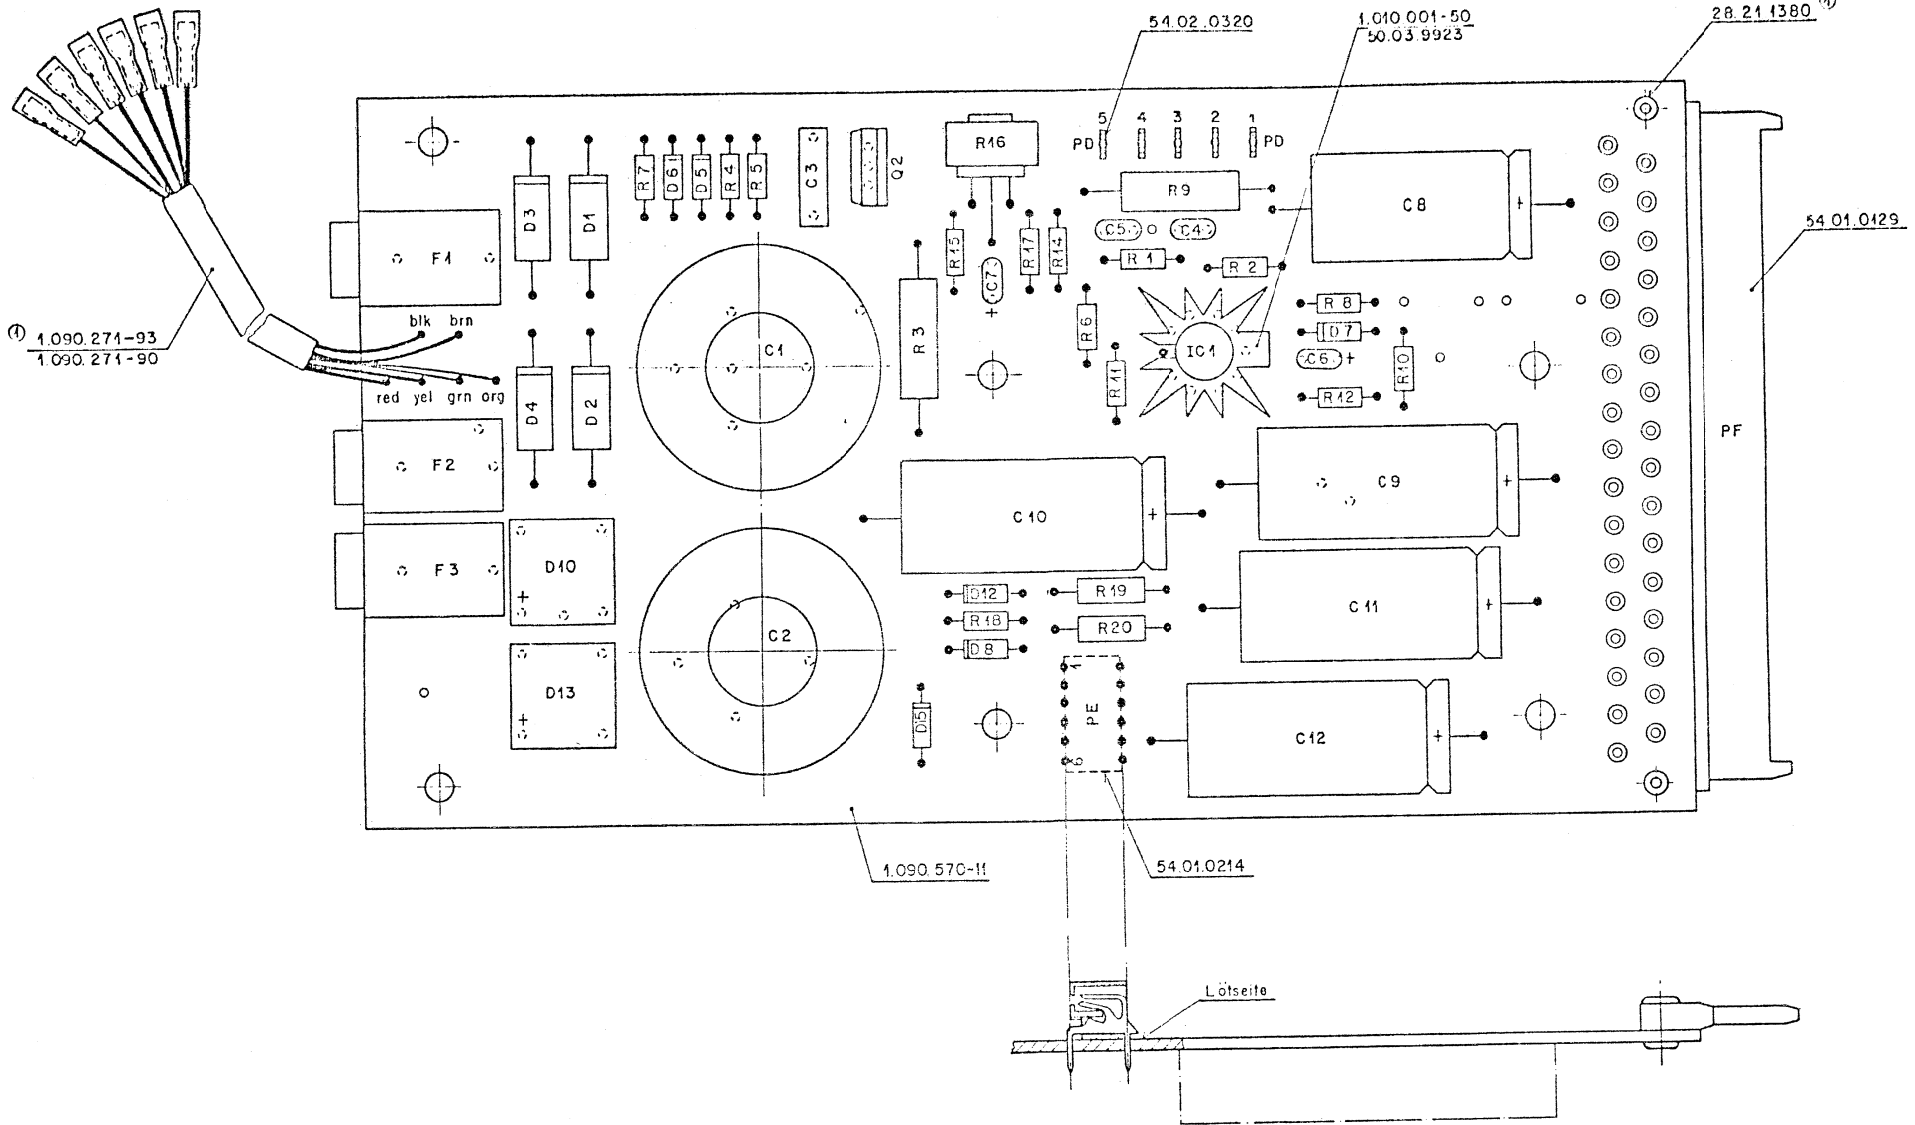 54.02.0320
1.010.001-50
50.03.9923
28.21.1380 ①
5 4 3 2 1
PD PD
R16
R7 D6 D5 R4 R5 C3 Q2
D3 D1
R9
C8
F1
R15 R17 R14
C5 C4
R1
R2
C7
+
+
54.01.0129
① 1.090.271-93
1.090.271-90
blk brn
red yel grn org
D4 D2
C1
R3
R6
R11
IC1
R8
D7
C6 +
R10
R12
PF
F2
C10
+
C9
+
F3
D10
+
D12
R18
D8
R19
R20
C11
+
C2
D13
+
D15
1
PE
6
C12
+
1.090.570-11
54.01.0214
Lötseite